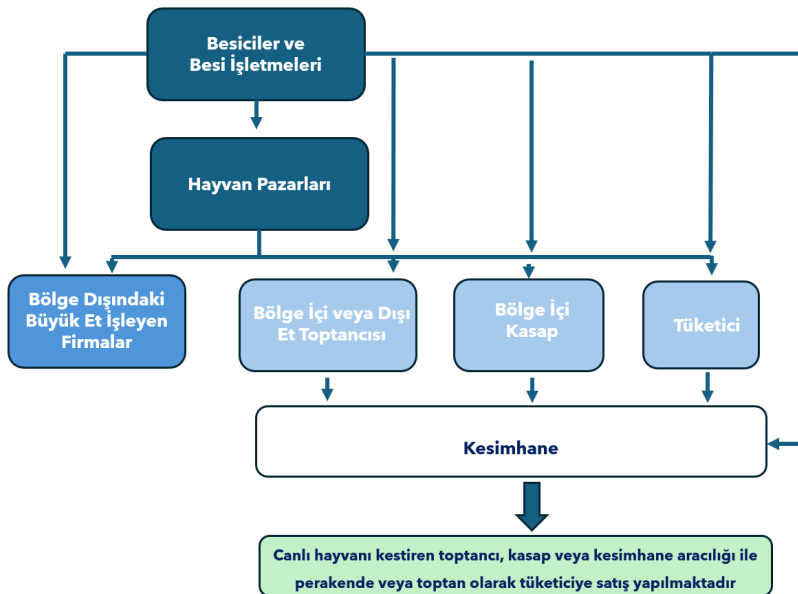 Besiciler ve
Besi İşletmeleri
Hayvan Pazarları
Bölge Dışındaki
Büyük Et İşleyen
Firmalar
Bölge İçi veya Dışı
Et Toptancısı
Bölge İçi
Kasap
Tüketici
Kesimhane
Canlı hayvanı kestiren toptancı, kasap veya kesimhane aracılığı ile
perakende veya toptan olarak tüketiciye satış yapılmaktadır